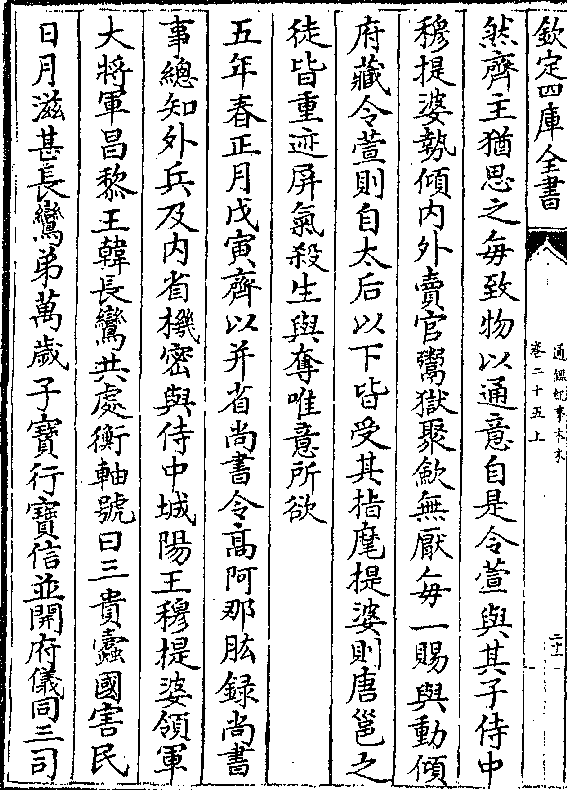 欽定四庫全書
通鑑紀事本末
卷二十五上
然齊主猶思之每致物以通意自是令萱與其子侍中
穆提婆埶傾內外賣官鬻獄聚歛無厭每一賜與動傾
府藏令萱則自太后以下皆受其指麾提婆則唐邕之
徒皆重迹屏氣殺生與奪唯意所欲
五年春正月戊寅齊以并省尚書令高阿那肱録尚書
事總知外兵及内省機密與侍中城陽王穆提婆領軍
大將軍昌黎王韓長鸞共處衡軸號曰三貴蠹國害民
日月滋甚長鸞弟萬歲子寶行寶信並開府儀同三司